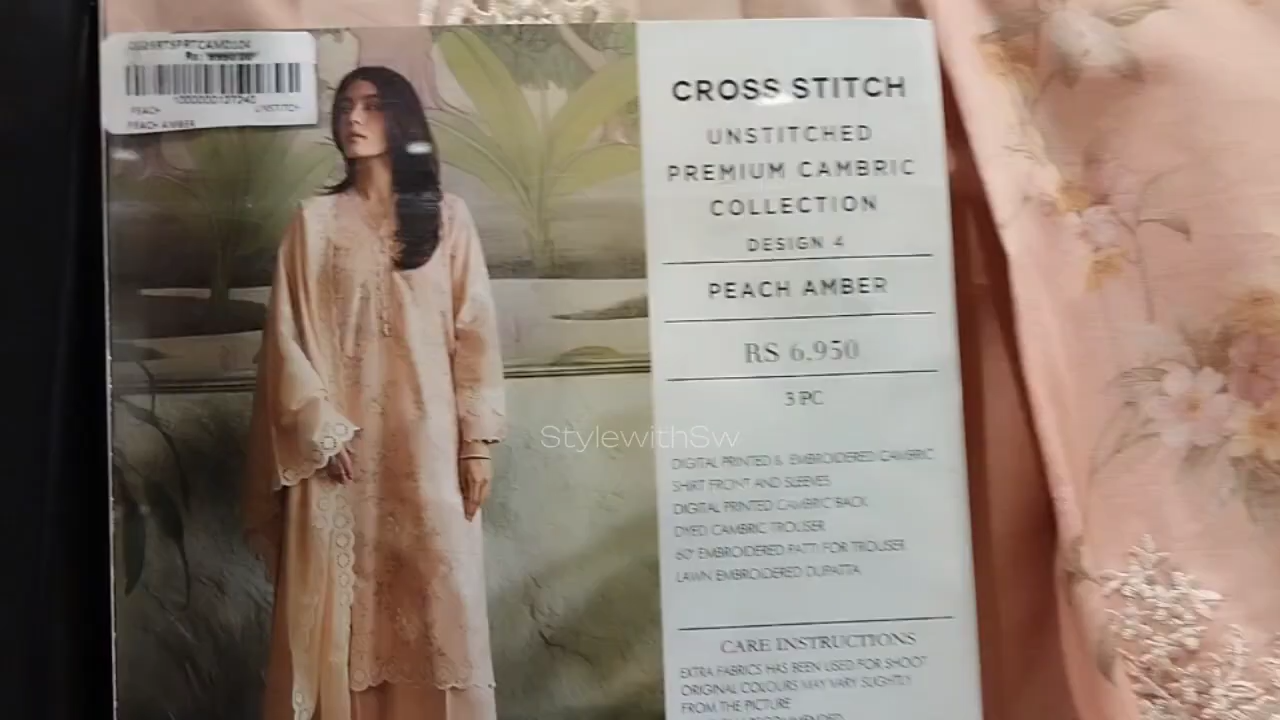 PEACH
UNSTITCH
PEACH AMBER
CROSS STITCH
UNSTITCHED
PREMIUM CAMBRIC
COLLECTION
DESIGN 4
PEACH AMBER
RS 6.950
3 PC
DIGITAL PRINTED & EMBROIDERED CAMBRIC
SHIRT FRONT AND SLEEVES
DIGITAL PRINTED CAMBRIC BACK
DYED CAMBRIC TROUSER
60" EMBROIDERED PATTI FOR TROUSER
LAWN EMBROIDERED DUPATTA
CARE INSTRUCTIONS
EXTRA FABRICS HAS BEEN USED FOR SHOOT
ORIGINAL COLOURS MAY VARY SLIGHTLY
FROM THE PICTURE
StylewithSw